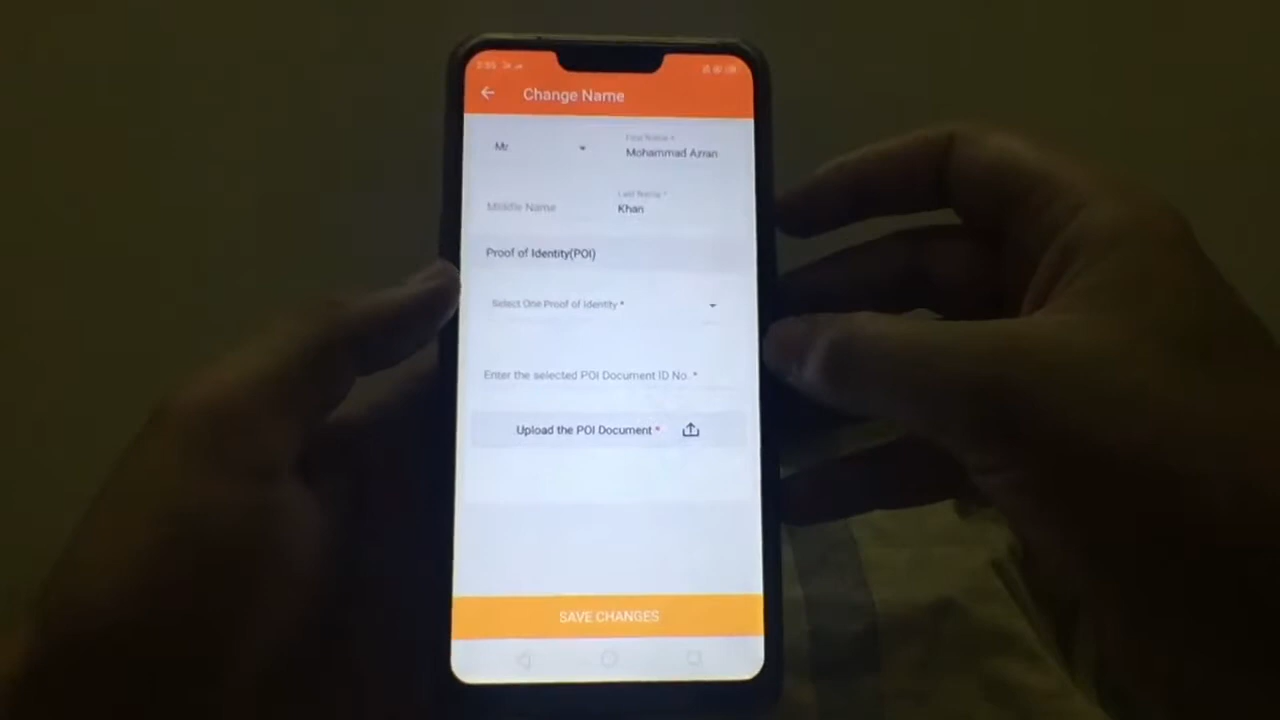 Change Name
Mr
First Name *
Mohammad Azran
Middle Name
Last Name *
Khan
Proof of Identity(POI)
Select One Proof of Identity *
Enter the selected POI Document ID No. *
Upload the POI Document *
SAVE CHANGES